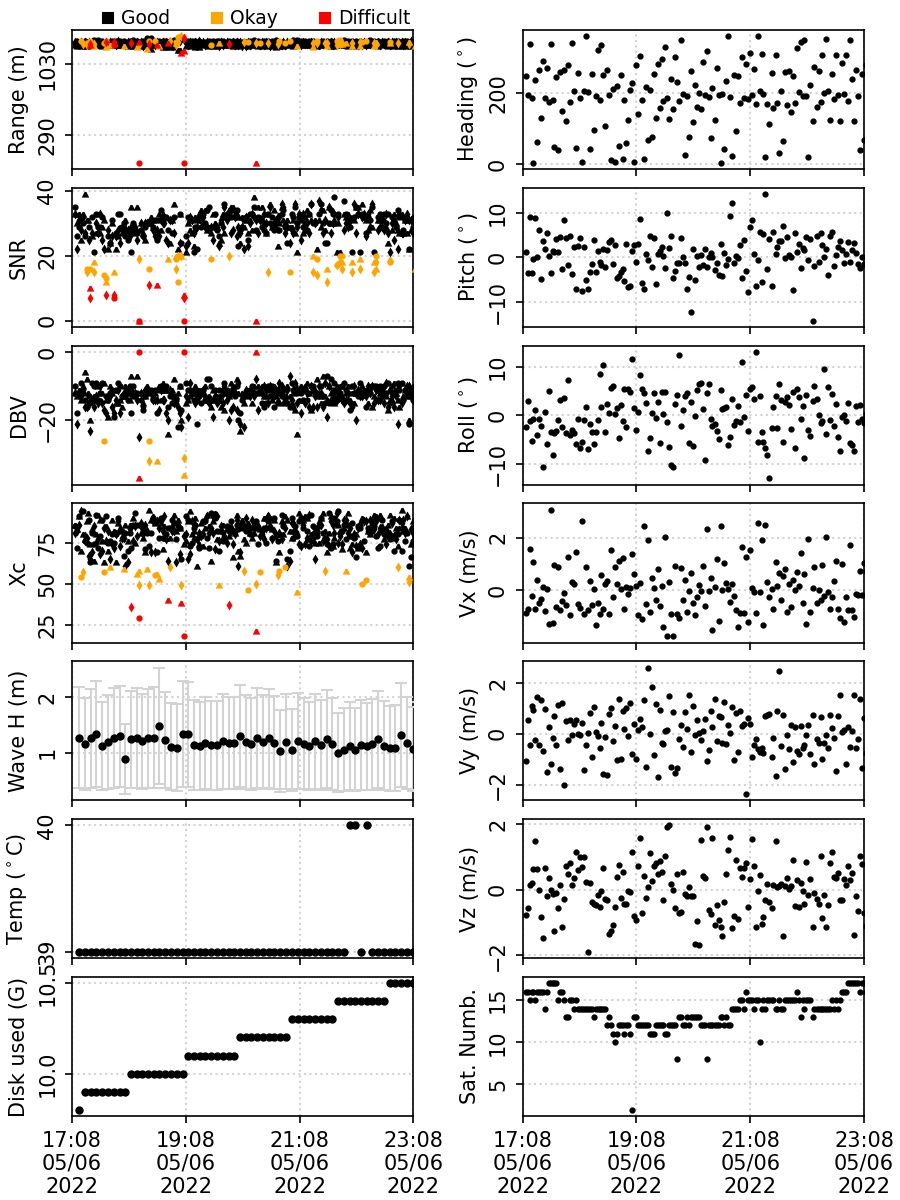 Good Okay Difficult
Range (m)
1030
290
Heading (°)
200
0
SNR
40
20
0
Pitch (°)
10
0
−10
DBV
0
−20
Roll (°)
10
0
−10
Xc
75
50
25
Vx (m/s)
2
0
Wave H (m)
2
1
Vy (m/s)
2
0
−2
Temp (°C)
40
39
Vz (m/s)
2
0
−2
Disk used (G)
10.5
10.0
Sat. Numb.
15
10
5
17:08 19:08 21:08 23:08
05/06 05/06 05/06 05/06
2022 2022 2022 2022
17:08 19:08 21:08 23:08
05/06 05/06 05/06 05/06
2022 2022 2022 2022